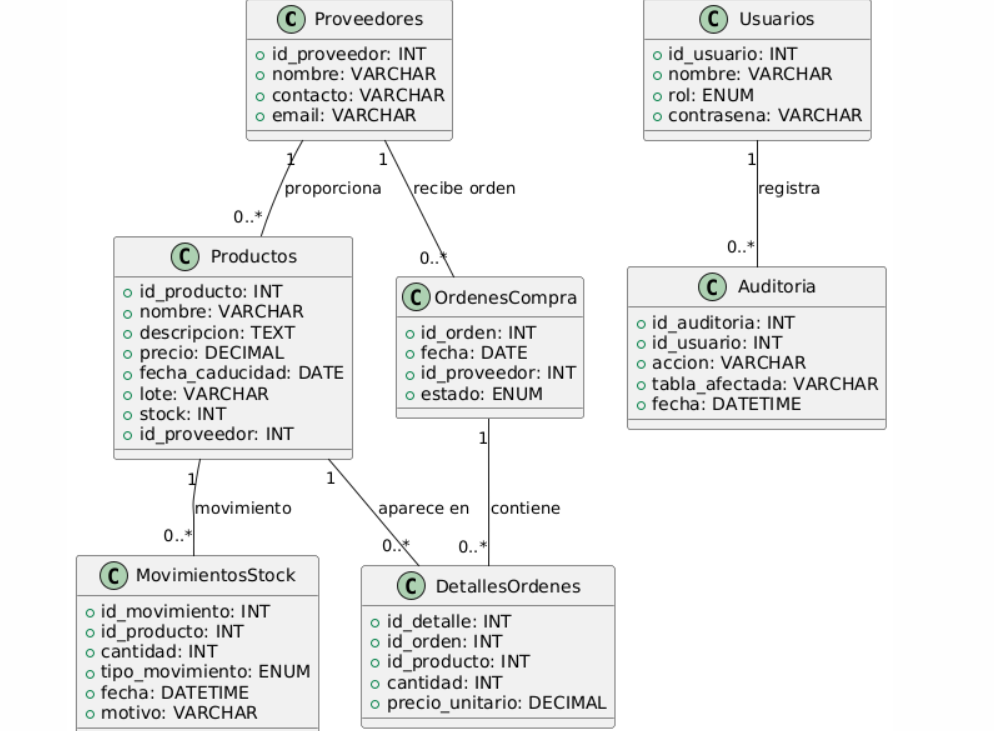 C Proveedores
id_proveedor: INT
nombre: VARCHAR
contacto: VARCHAR
email: VARCHAR
C Usuarios
id_usuario: INT
nombre: VARCHAR
rol: ENUM
contrasena: VARCHAR
1
proporciona
0..*
1
recibe orden
0..*
1
registra
0..*
C Productos
id_producto: INT
nombre: VARCHAR
descripcion: TEXT
precio: DECIMAL
fecha_caducidad: DATE
lote: VARCHAR
stock: INT
id_proveedor: INT
C OrdenesCompra
id_orden: INT
fecha: DATE
id_proveedor: INT
estado: ENUM
C Auditoria
id_auditoria: INT
id_usuario: INT
accion: VARCHAR
tabla_afectada: VARCHAR
fecha: DATETIME
1
movimiento
0..*
1
aparece en
0..*
1
contiene
0..*
C MovimientosStock
id_movimiento: INT
id_producto: INT
cantidad: INT
tipo_movimiento: ENUM
fecha: DATETIME
motivo: VARCHAR
C DetallesOrdenes
id_detalle: INT
id_orden: INT
id_producto: INT
cantidad: INT
precio_unitario: DECIMAL